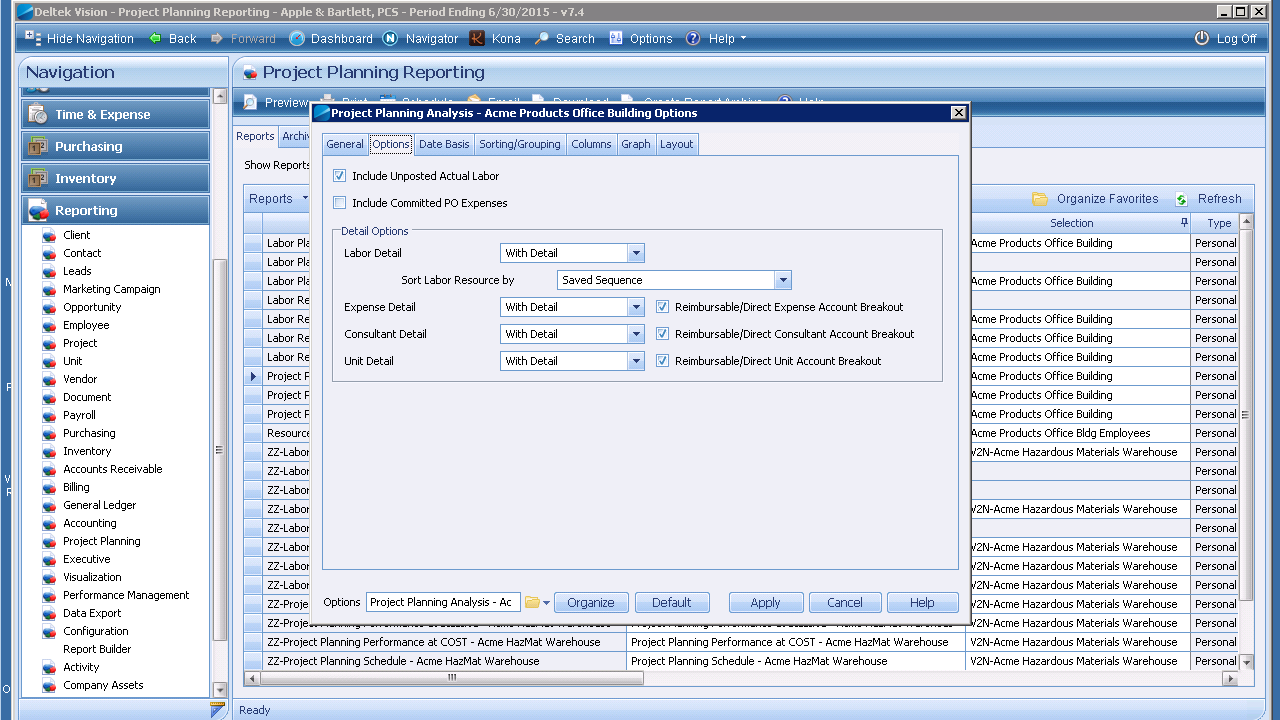 Deltek Vision - Project Planning Reporting - Apple & Bartlett, PCS - Period Ending 6/30/2015 - v7.4
Hide Navigation Back Forward Dashboard Navigator Kona Search Options Help Log Off
Navigation
Time & Expense
Purchasing
Inventory
Reporting
Client
Contact
Leads
Marketing Campaign
Opportunity
Employee
Project
Unit
Vendor
Document
Payroll
Purchasing
Inventory
Accounts Receivable
Billing
General Ledger
Accounting
Project Planning
Executive
Visualization
Performance Management
Data Export
Configuration
Report Builder
Activity
Company Assets
Project Planning Reporting
Preview
Reports Archiv
Show Reports
Reports Organize Favorites Refresh
Selection Type
Labor Pla Acme Products Office Building Personal
Labor Pla Personal
Labor Pla Acme Products Office Building Personal
Labor Re Personal
Labor Re Acme Products Office Building Personal
Labor Re Acme Products Office Building Personal
Labor Re Acme Products Office Building Personal
Project P Acme Products Office Building Personal
Project P Acme Products Office Building Personal
Project P Acme Products Office Building Personal
Resource Acme Products Office Bldg Employees Personal
ZZ-Labor V2N-Acme Hazardous Materials Warehouse Personal
ZZ-Labor Personal
ZZ-Labor Personal
ZZ-Labor V2N-Acme Hazardous Materials Warehouse Personal
ZZ-Labor Personal
ZZ-Labor V2N-Acme Hazardous Materials Warehouse Personal
ZZ-Labor V2N-Acme Hazardous Materials Warehouse Personal
ZZ-Labor V2N-Acme Hazardous Materials Warehouse Personal
ZZ-Proje V2N-Acme Hazardous Materials Warehouse Personal
V2N-Acme Hazardous Materials Warehouse Personal
ZZ-Project Planning Performance at COST - Acme HazMat Warehouse Project Planning Performance at COST - Acme HazMat Warehouse V2N-Acme Hazardous Materials Warehouse Personal
ZZ-Project Planning Schedule - Acme HazMat Warehouse Project Planning Schedule - Acme HazMat Warehouse V2N-Acme Hazardous Materials Warehouse Personal
Ready
Project Planning Analysis - Acme Products Office Building Options
General Options Date Basis Sorting/Grouping Columns Graph Layout
Include Unposted Actual Labor
Include Committed PO Expenses
Detail Options
Labor Detail With Detail
Sort Labor Resource by Saved Sequence
Expense Detail With Detail Reimbursable/Direct Expense Account Breakout
Consultant Detail With Detail Reimbursable/Direct Consultant Account Breakout
Unit Detail With Detail Reimbursable/Direct Unit Account Breakout
Options Project Planning Analysis - Ac Organize Default Apply Cancel Help